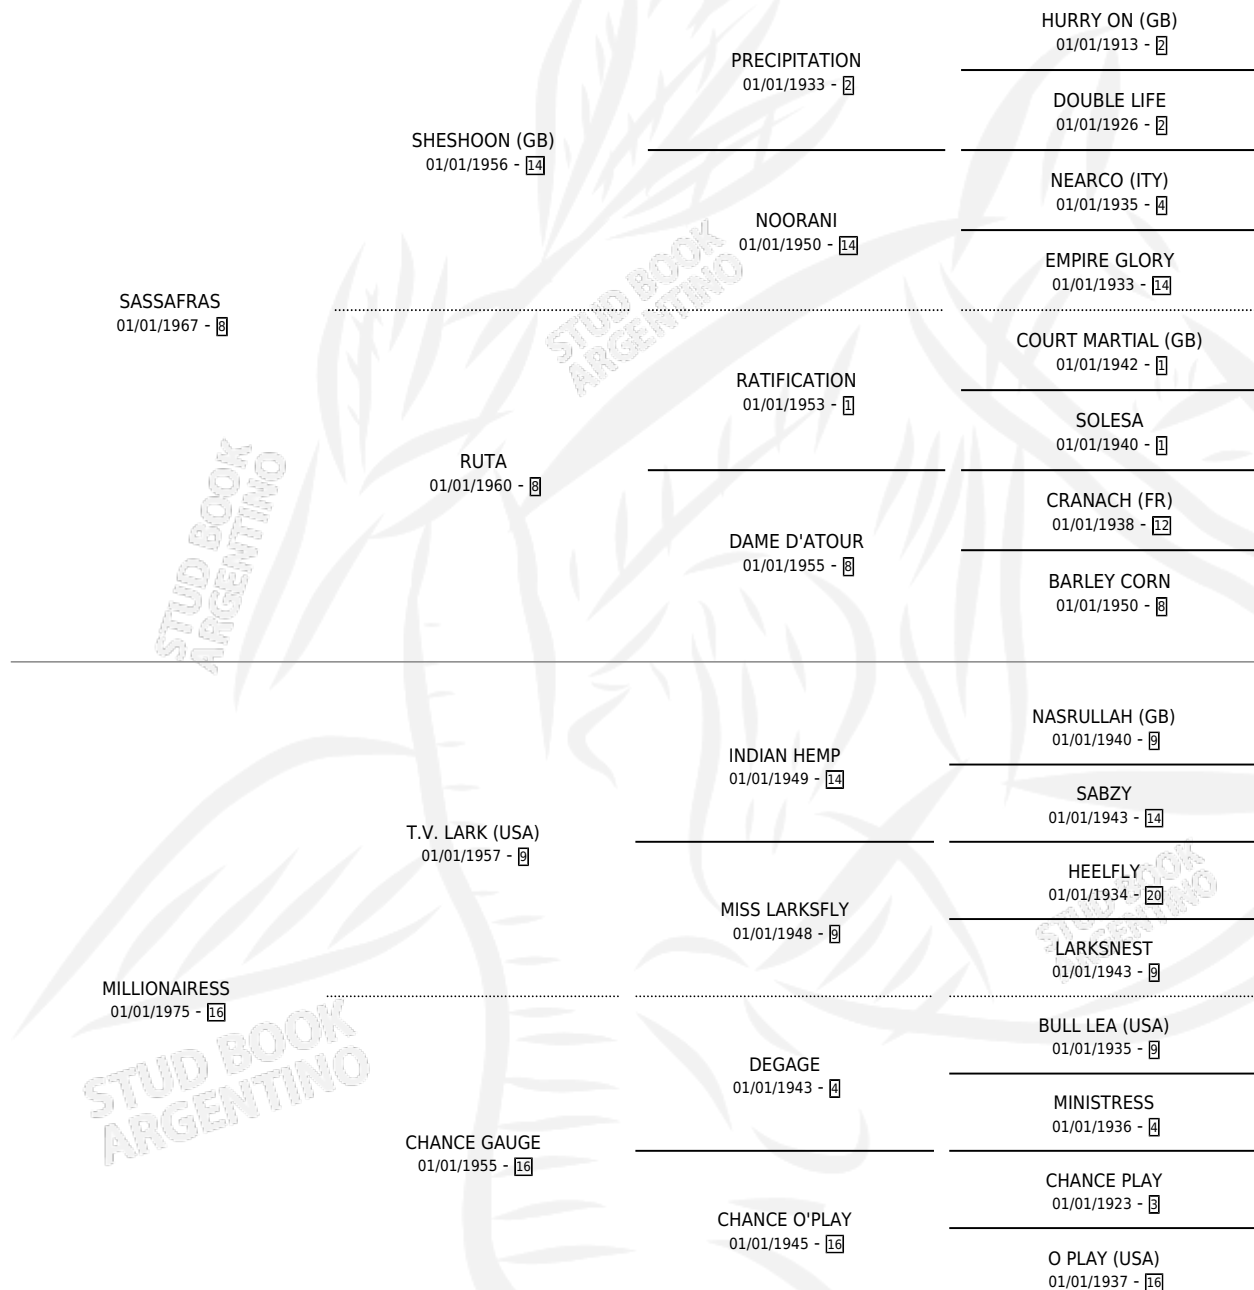 HURRY ON (GB)
01/01/1913 - 2
PRECIPITATION
01/01/1933 - 2
DOUBLE LIFE
01/01/1926 - 2
SHESHOON (GB)
01/01/1956 - 14
NEARCO (ITY)
01/01/1935 - 4
NOORANI
01/01/1950 - 14
EMPIRE GLORY
01/01/1933 - 14
SASSAFRAS
01/01/1967 - 8
COURT MARTIAL (GB)
01/01/1942 - 1
RATIFICATION
01/01/1953 - 1
SOLESA
01/01/1940 - 1
RUTA
01/01/1960 - 8
CRANACH (FR)
01/01/1938 - 12
DAME D'ATOUR
01/01/1955 - 8
BARLEY CORN
01/01/1950 - 8
NASRULLAH (GB)
01/01/1940 - 9
INDIAN HEMP
01/01/1949 - 14
SABZY
01/01/1943 - 14
T.V. LARK (USA)
01/01/1957 - 9
HEELFLY
01/01/1934 - 20
MISS LARKSFLY
01/01/1948 - 9
LARKSNEST
01/01/1943 - 9
MILLIONAIRESS
01/01/1975 - 16
BULL LEA (USA)
01/01/1935 - 9
DEGAGE
01/01/1943 - 4
MINISTRESS
01/01/1936 - 4
CHANCE GAUGE
01/01/1955 - 16
CHANCE PLAY
01/01/1923 - 3
CHANCE O'PLAY
01/01/1945 - 16
O PLAY (USA)
01/01/1937 - 16
STUD BOOK
ARGENTINO
STUD BOOK
ARGENTINO
STUD BOOK
ARGENTINO
STUD BOOK
ARGENTINO